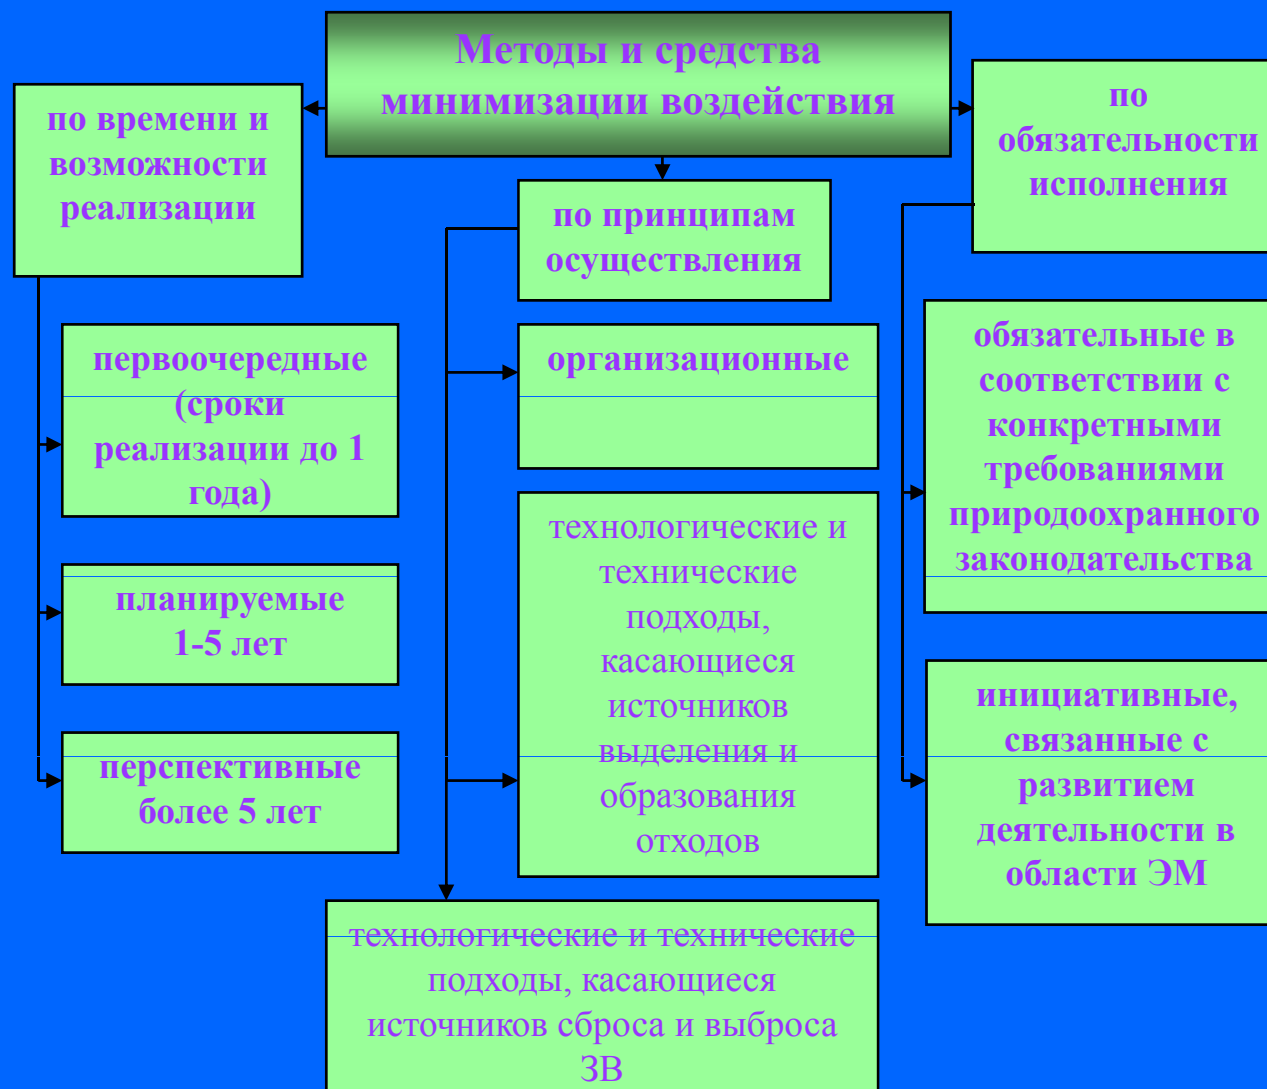 Методы и средства
минимизации воздействия
по времени и
возможности
реализации
по принципам
осуществления
по
обязательности
исполнения
первоочередные
(сроки
реализации до 1
года)
планируемые
1-5 лет
перспективные
более 5 лет
организационные
технологические и
технические
подходы,
касающиеся
источников
выделения и
образования
отходов
технологические и технические
подходы, касающиеся
источников сброса и выброса
ЗВ
обязательные в
соответствии с
конкретными
требованиями
природоохранного
законодательства
инициативные,
связанные с
развитием
деятельности в
области ЭМ